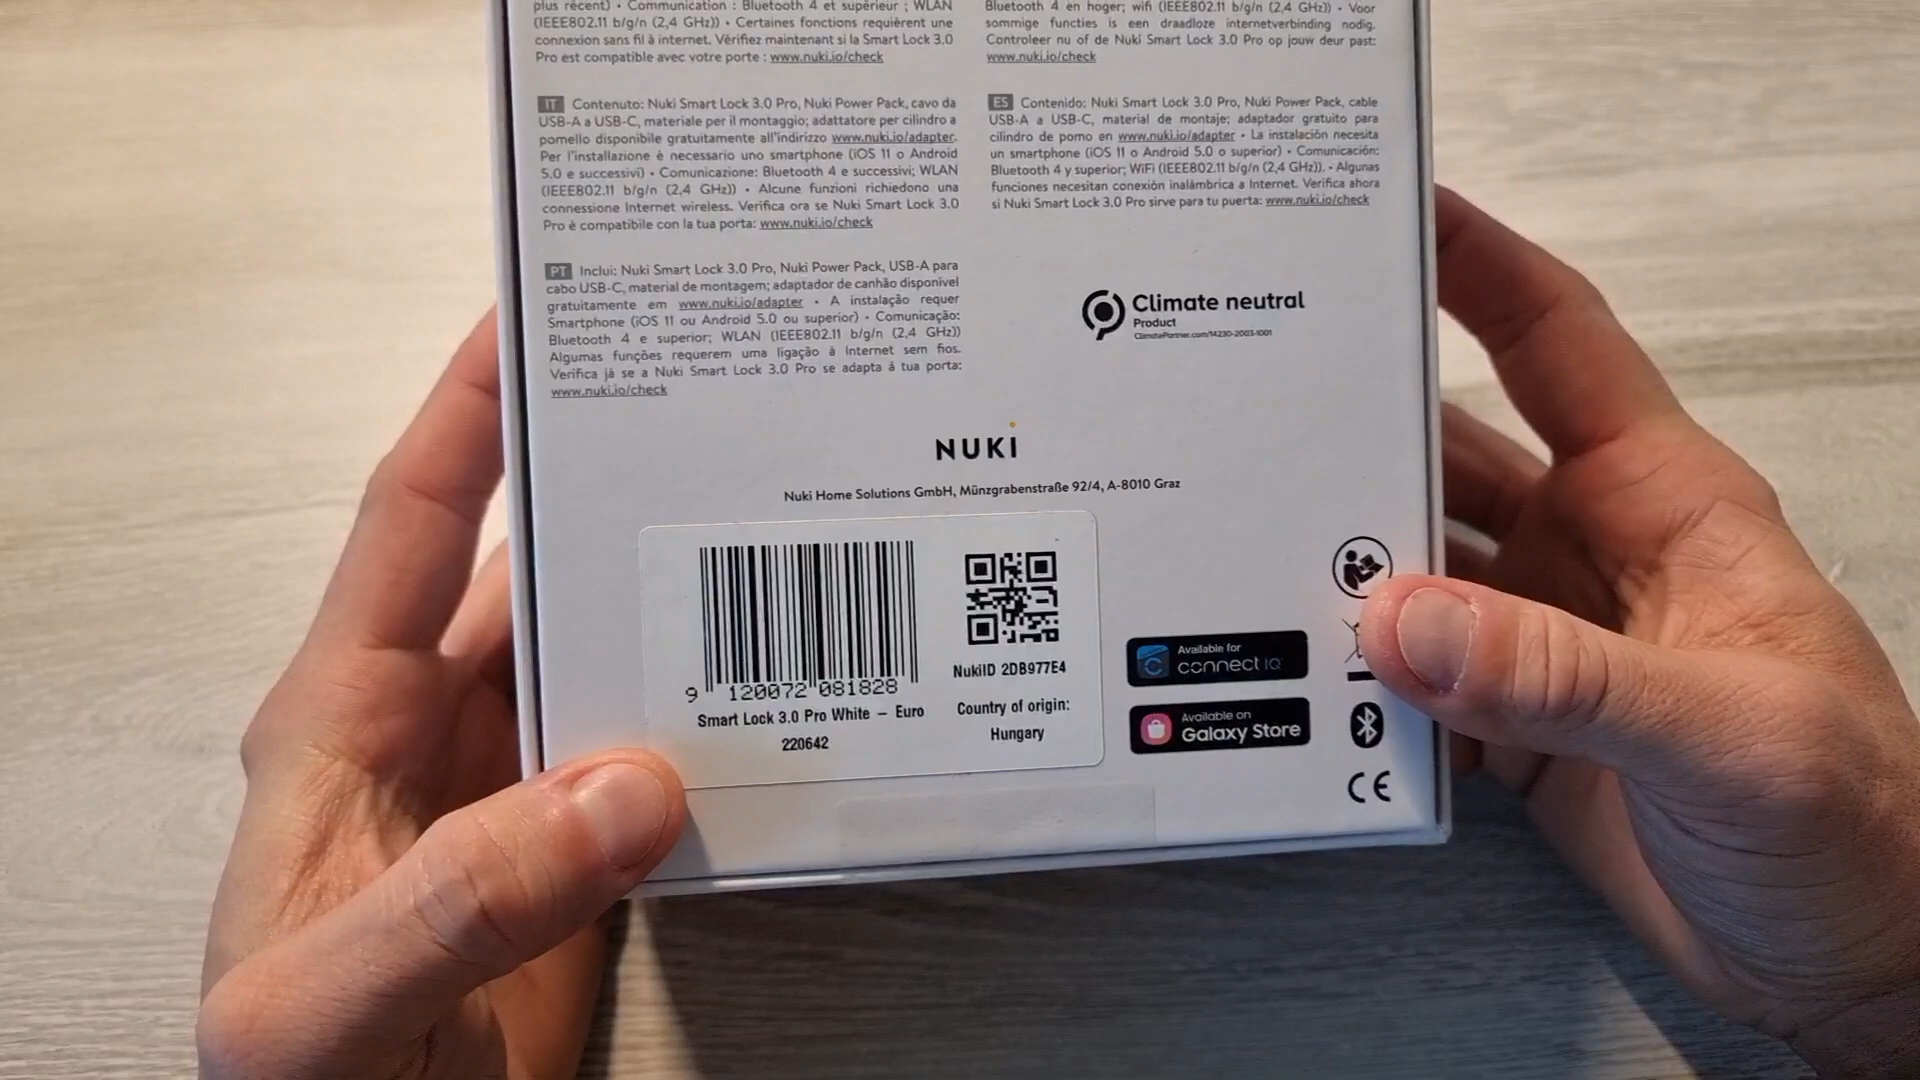 plus récent) • Communication : Bluetooth 4 et supérieur ; WLAN
(IEEE802.11 b/g/n (2,4 GHz)) • Certaines fonctions requièrent une
connexion sans fil à internet. Vérifiez maintenant si la Smart Lock 3.0
Pro est compatible avec votre porte : www.nuki.io/check
Bluetooth 4 en hoger; wifi (IEEE802.11 b/g/n (2,4 GHz)) • Voor
sommige functies is een draadloze internetverbinding nodig.
Controleer nu of de Nuki Smart Lock 3.0 Pro op jouw deur past:
www.nuki.io/check
IT Contenuto: Nuki Smart Lock 3.0 Pro, Nuki Power Pack, cavo da
USB-A a USB-C, materiale per il montaggio; adattatore per cilindro a
pomello disponibile gratuitamente all'indirizzo www.nuki.io/adapter.
Per l'installazione è necessario uno smartphone (iOS 11 o Android
5.0 e successivi) • Comunicazione: Bluetooth 4 e successivi; WLAN
(IEEE802.11 b/g/n (2,4 GHz)) • Alcune funzioni richiedono una
connessione Internet wireless. Verifica ora se Nuki Smart Lock 3.0
Pro è compatibile con la tua porta: www.nuki.io/check
ES Contenido: Nuki Smart Lock 3.0 Pro, Nuki Power Pack, cable
USB-A a USB-C, material de montaje; adaptador gratuito para
cilindro de pomo en www.nuki.io/adapter • La instalación necesita
un smartphone (iOS 11 o Android 5.0 o superior) • Comunicación:
Bluetooth 4 y superior; WiFi (IEEE802.11 b/g/n (2,4 GHz)). • Algunas
funciones necesitan conexión inalámbrica a Internet. Verifica ahora
si Nuki Smart Lock 3.0 Pro sirve para tu puerta: www.nuki.io/check
PT Inclui: Nuki Smart Lock 3.0 Pro, Nuki Power Pack, USB-A para
cabo USB-C, material de montagem; adaptador de canhão disponível
gratuitamente em www.nuki.io/adapter • A instalação requer
Smartphone (iOS 11 ou Android 5.0 ou superior) • Comunicação:
Bluetooth 4 e superior; WLAN (IEEE802.11 b/g/n (2,4 GHz))
Algumas funções requerem uma ligação à Internet sem fios.
Verifica já se a Nuki Smart Lock 3.0 Pro se adapta á tua porta:
www.nuki.io/check
Climate neutral
Product
ClimatePartner.com/14230-2003-1001
NUKI
Nuki Home Solutions GmbH, Münzgrabenstraße 92/4, A-8010 Graz
9 120072 081828
Smart Lock 3.0 Pro White – Euro
220642
NukiID 2DB977E4
Country of origin:
Hungary
Available for
CONNECT IQ
Available on
Galaxy Store
CE